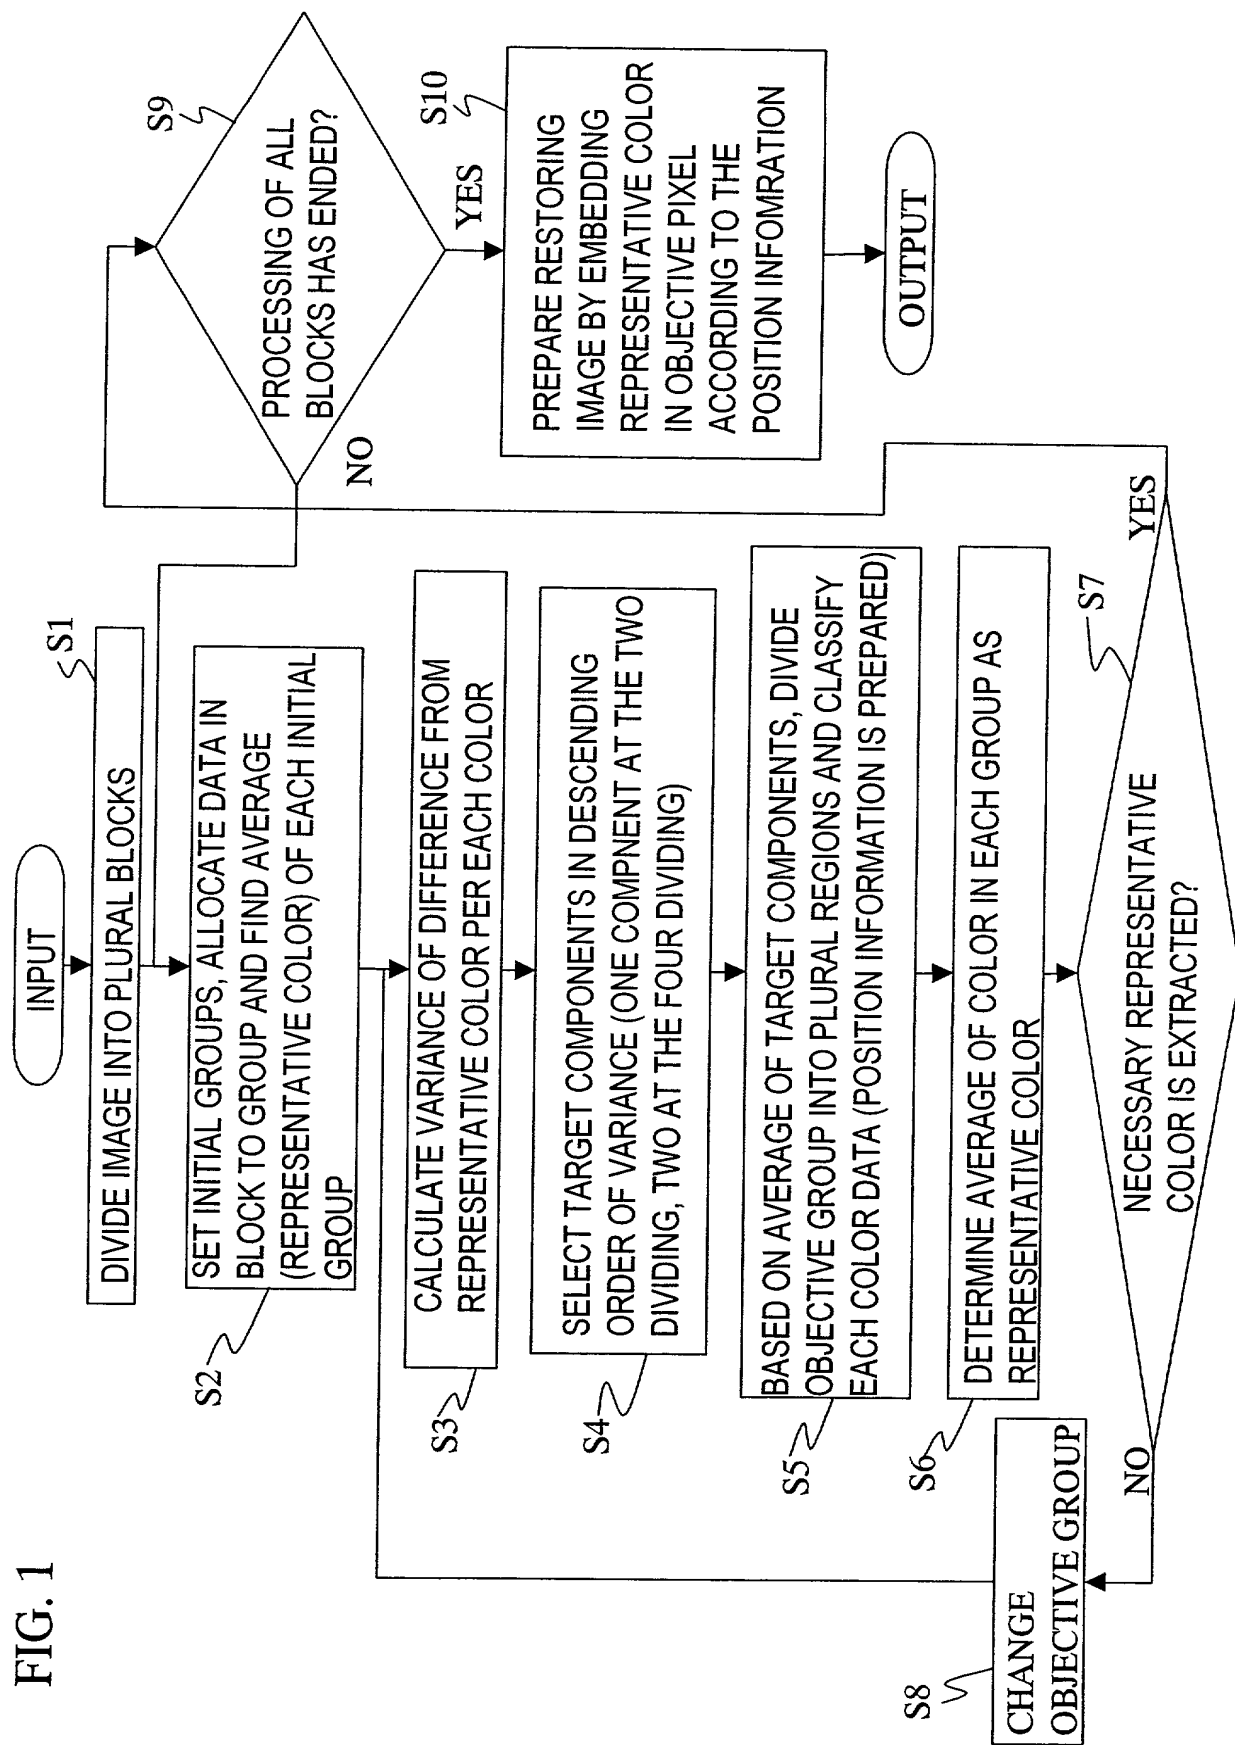 FIG. 1
INPUT
S1
DIVIDE IMAGE INTO PLURAL BLOCKS
S2
SET INITIAL GROUPS, ALLOCATE DATA IN
BLOCK TO GROUP AND FIND AVERAGE
(REPRESENTATIVE COLOR) OF EACH INITIAL
GROUP
S3
CALCULATE VARIANCE OF DIFFERENCE FROM
REPRESENTATIVE COLOR PER EACH COLOR
S4
SELECT TARGET COMPONENTS IN DESCENDING
ORDER OF VARIANCE (ONE COMPNENT AT THE TWO
DIVIDING, TWO AT THE FOUR DIVIDING)
S5
BASED ON AVERAGE OF TARGET COMPONENTS, DIVIDE
OBJECTIVE GROUP INTO PLURAL REGIONS AND CLASSIFY
EACH COLOR DATA (POSITION INFORMATION IS PREPARED)
S6
DETERMINE AVERAGE OF COLOR IN EACH GROUP AS
REPRESENTATIVE COLOR
S7
NECESSARY REPRESENTATIVE
COLOR IS EXTRACTED?
NO
YES
S8
CHANGE
OBJECTIVE GROUP
S9
PROCESSING OF ALL
BLOCKS HAS ENDED?
NO
YES
S10
PREPARE RESTORING
IMAGE BY EMBEDDING
REPRESENTATIVE COLOR
IN OBJECTIVE PIXEL
ACCORDING TO THE
POSITION INFOMRATION
OUTPUT